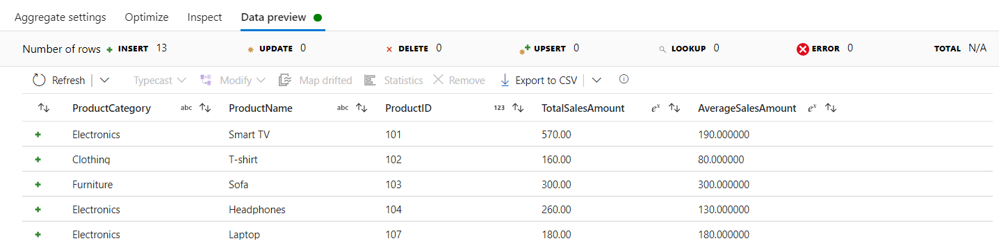 Aggregate settings Optimize Inspect Data preview
Number of rows INSERT 13 UPDATE 0 DELETE 0 UPSERT 0 LOOKUP 0 ERROR 0 TOTAL N/A
Refresh Typecast Modify Map drifted Statistics Remove Export to CSV
ProductCategory abc ProductName abc ProductID 123 TotalSalesAmount eˣ AverageSalesAmount eˣ
Electronics Smart TV 101 570.00 190.000000
Clothing T-shirt 102 160.00 80.000000
Furniture Sofa 103 300.00 300.000000
Electronics Headphones 104 260.00 130.000000
Electronics Laptop 107 180.00 180.000000